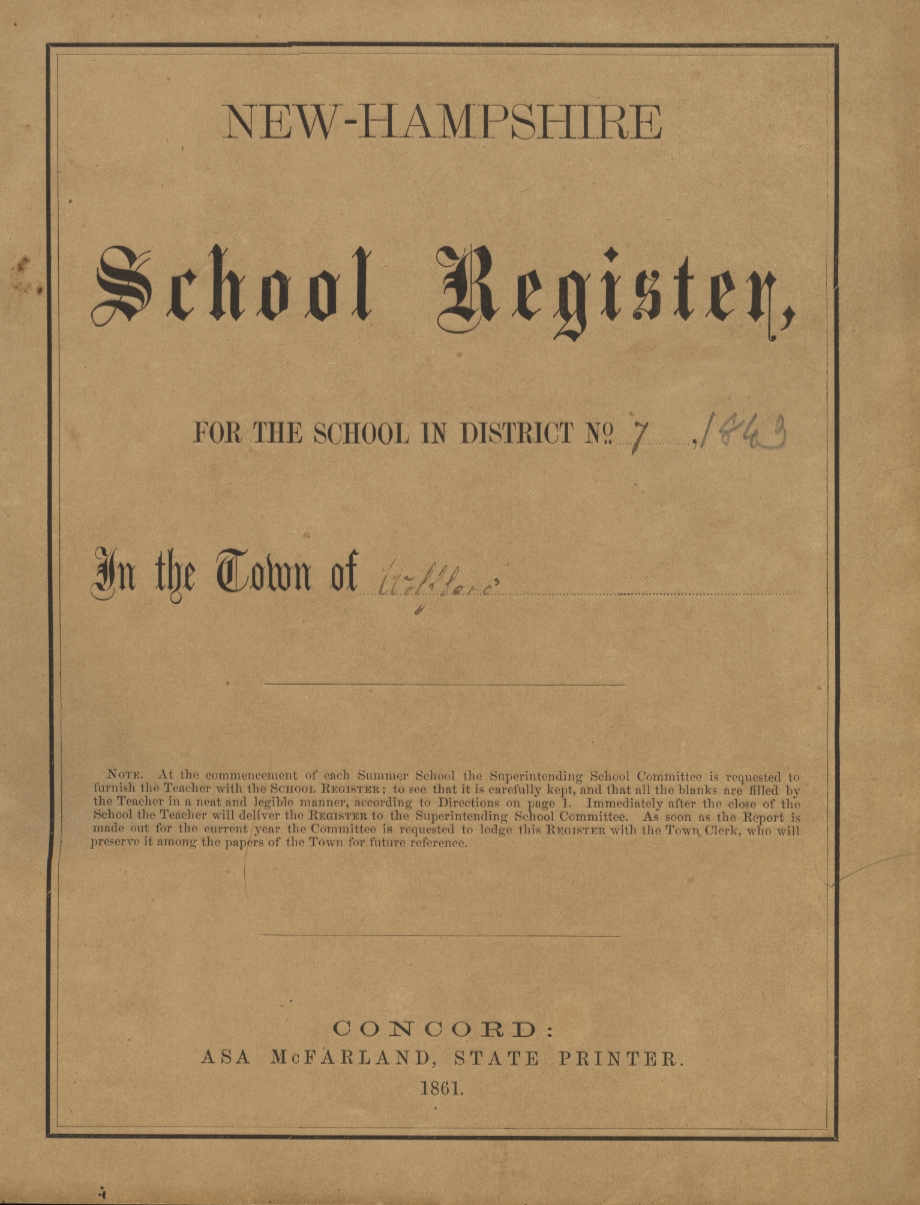 NEW-HAMPSHIRE
School Register,
FOR THE SCHOOL IN DISTRICT No. 7, 1863
In the Town of
NOTE. At the commencement of each Summer School the Superintending School Committee is requested to
furnish the Teacher with the SCHOOL REGISTER; to see that it is carefully kept, and that all the blanks are filled by
the Teacher in a neat and legible manner, according to Directions on page 1. Immediately after the close of the
School the Teacher will deliver the REGISTER to the Superintending School Committee. As soon as the Report is
made out for the current year the Committee is requested to lodge this REGISTER with the Town Clerk, who will
preserve it among the papers of the Town for future reference.
CONCORD:
ASA McFARLAND, STATE PRINTER.
1861.